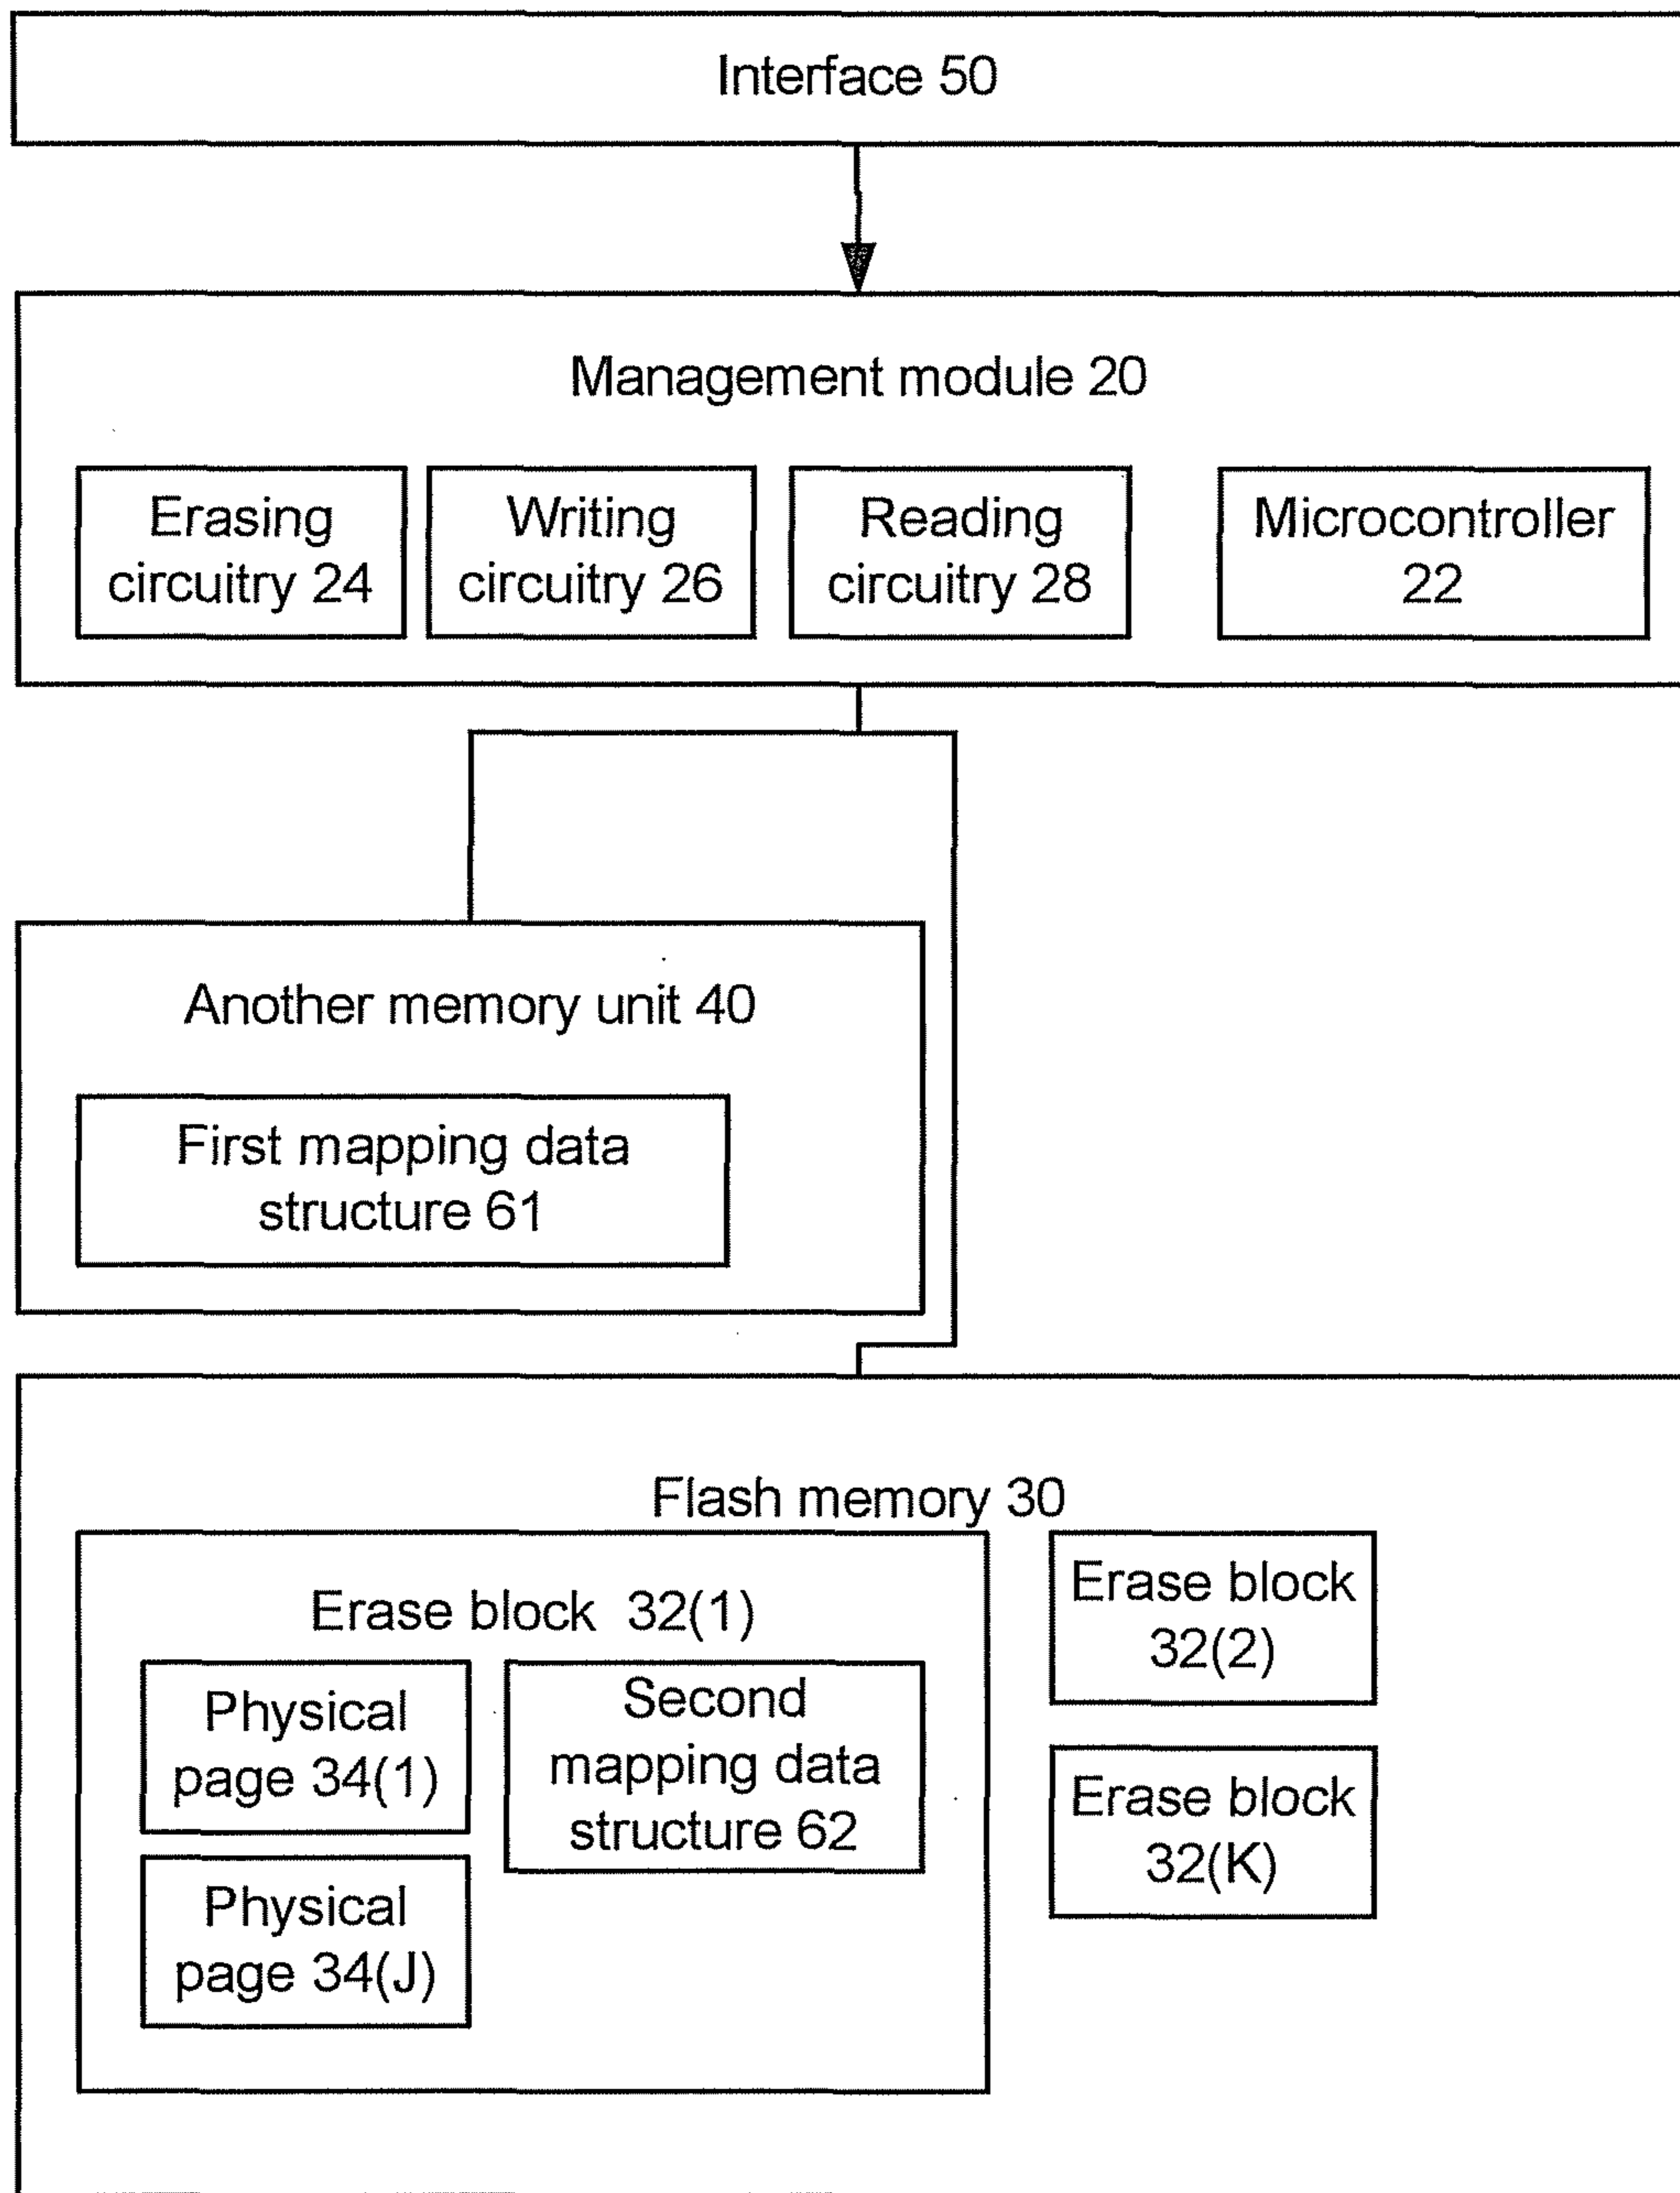 Interface 50
Management module 20
Erasing
circuitry 24
Writing
circuitry 26
Reading
circuitry 28
Microcontroller
22
Another memory unit 40
First mapping data
structure 61
Flash memory 30
Erase block 32(1)
Physical
page 34(1)
Second
mapping data
structure 62
Physical
page 34(J)
Erase block
32(2)
Erase block
32(K)